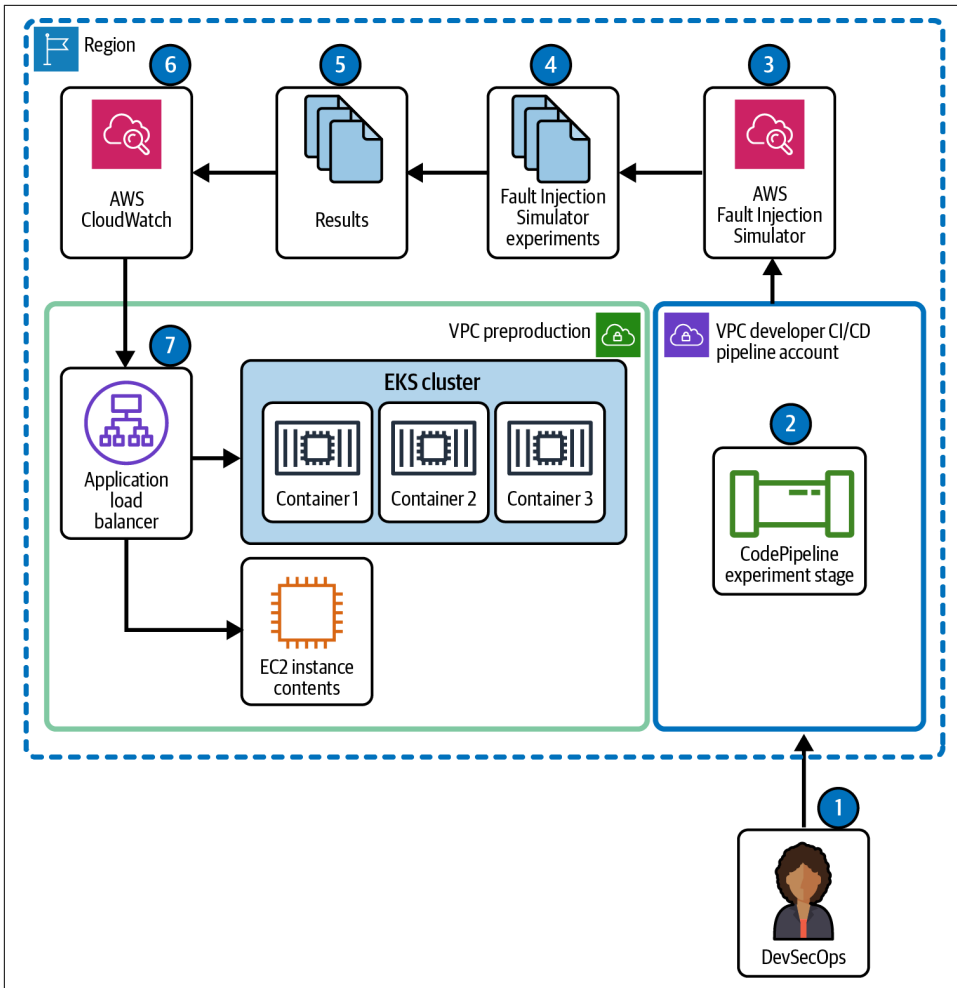 Region
6
5
4
3
AWS
CloudWatch
Results
Fault Injection
Simulator
experiments
AWS
Fault Injection
Simulator
VPC preproduction
VPC developer CI/CD
pipeline account
7
EKS cluster
2
Application
load
balancer
Container 1
Container 2
Container 3
CodePipeline
experiment stage
EC2 instance
contents
1
DevSecOps